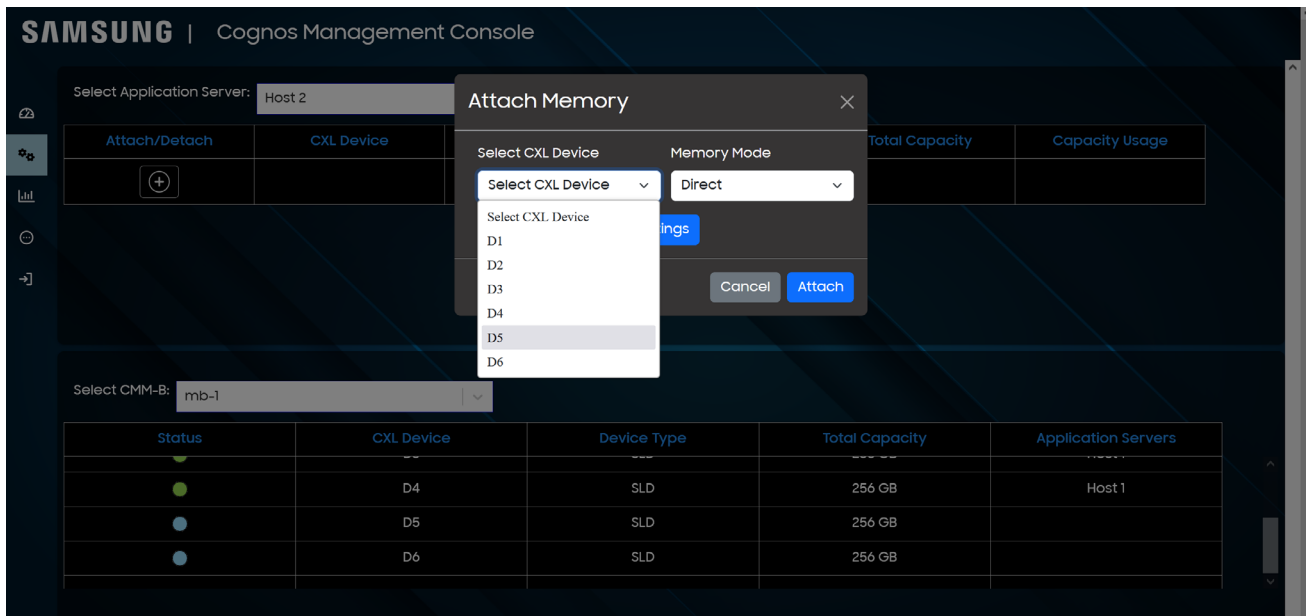 SAMSUNG | Cognos Management Console
Select Application Server: Host 2
Attach Memory
Attach/Detach CXL Device Total Capacity Capacity Usage
Select CXL Device Memory Mode
Select CXL Device Direct
Select CXL Device
D1
D2
D3
D4
D5
D6
Cancel Attach
Select CMM-B: mb-1
Status CXL Device Device Type Total Capacity Application Servers
D4 SLD 256 GB Host 1
D5 SLD 256 GB
D6 SLD 256 GB